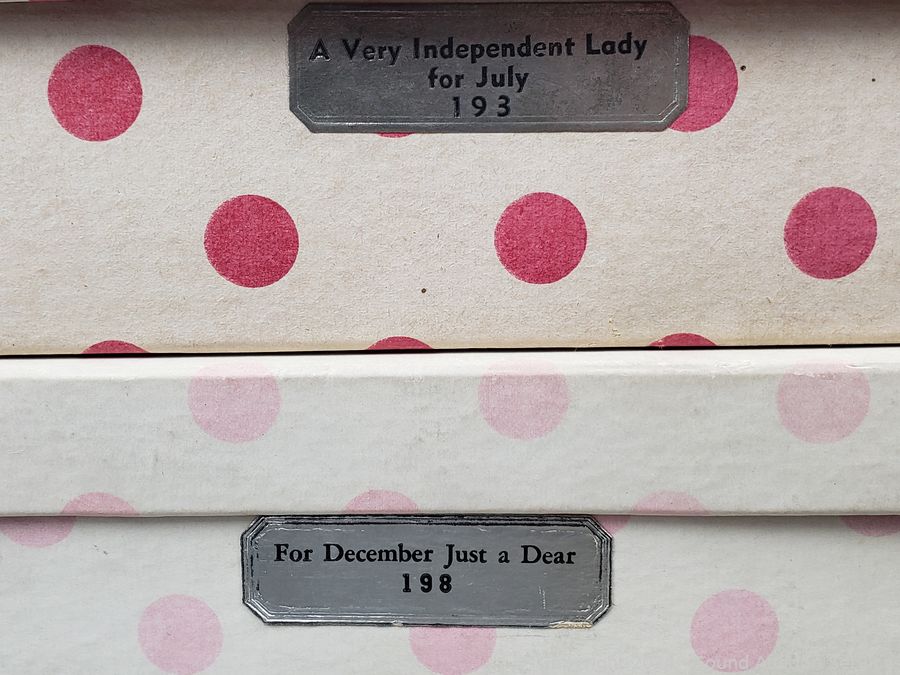 A Very Independent Lady
for July
193
For December Just a Dear
198